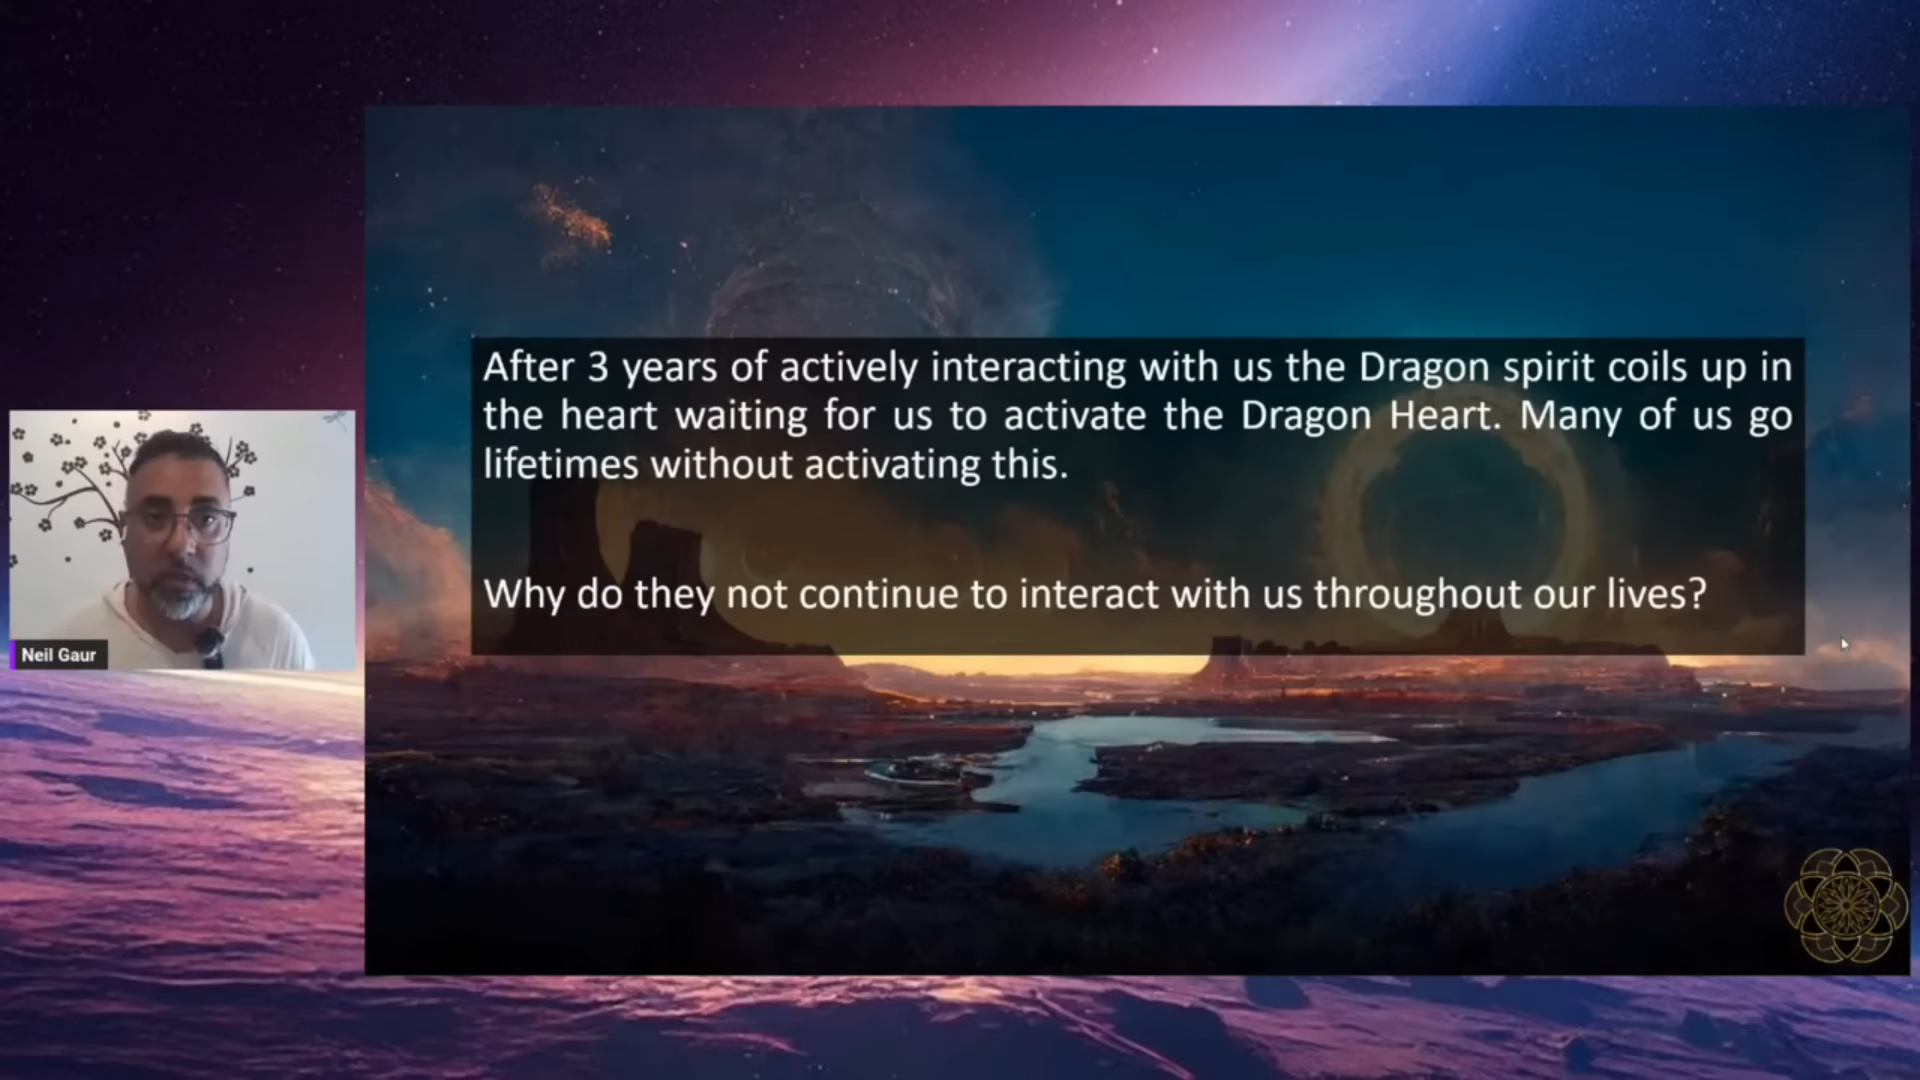 After 3 years of actively interacting with us the Dragon spirit coils up in
the heart waiting for us to activate the Dragon Heart. Many of us go
lifetimes without activating this.
Why do they not continue to interact with us throughout our lives?
Neil Gaur